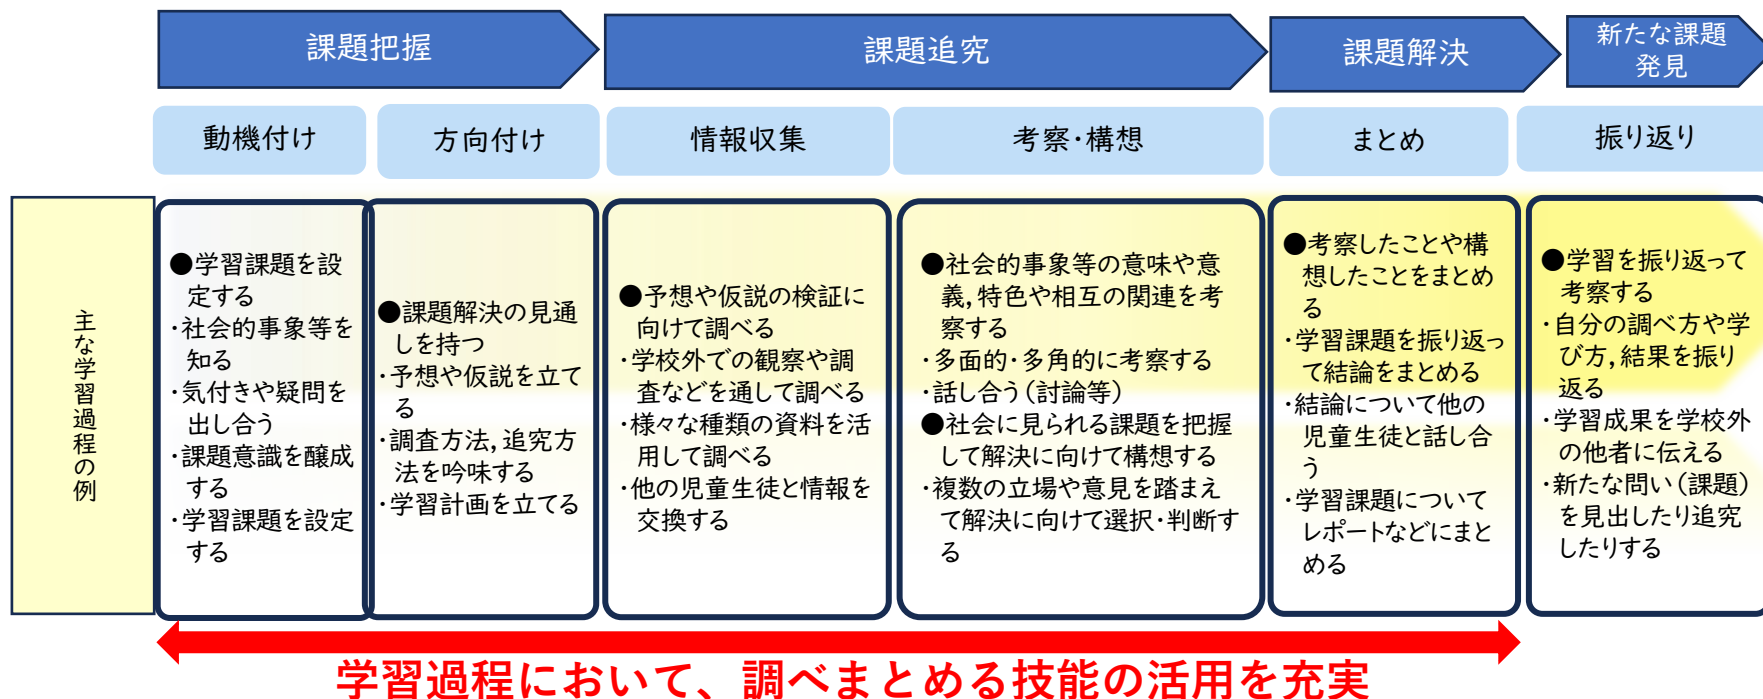 課題把握
課題追究
課題解決
新たな課題
発見
動機付け
方向付け
情報収集
考察・構想
まとめ
振り返り
主な学習過程の例
●学習課題を設
定する
・社会的事象等を
知る
・気付きや疑問を
出し合う
・課題意識を醸成
する
・学習課題を設定
する
●課題解決の見通
しを持つ
・予想や仮説を立て
る
・調査方法,追究方
法を吟味する
・学習計画を立てる
●予想や仮説の検証に
向けて調べる
・学校外での観察や調
査などを通して調べる
・様々な種類の資料を活
用して調べる
・他の児童生徒と情報を
交換する
●社会的事象等の意味や意
義,特色や相互の関連を考
察する
・多面的・多角的に考察する
・話し合う(討論等)
●社会に見られる課題を把握
して解決に向けて構想する
・複数の立場や意見を踏まえ
て解決に向けて選択・判断す
る
●考察したことや構
想したことをまとめ
る
・学習課題を振り返っ
て結論をまとめる
・結論について他の
児童生徒と話し合
う
・学習課題について
レポートなどにまと
める
●学習を振り返って
考察する
・自分の調べ方や学
び方,結果を振り
返る
・学習成果を学校外
の他者に伝える
・新たな問い(課題)
を見出したり追究
したりする
学習過程において、調べまとめる技能の活用を充実